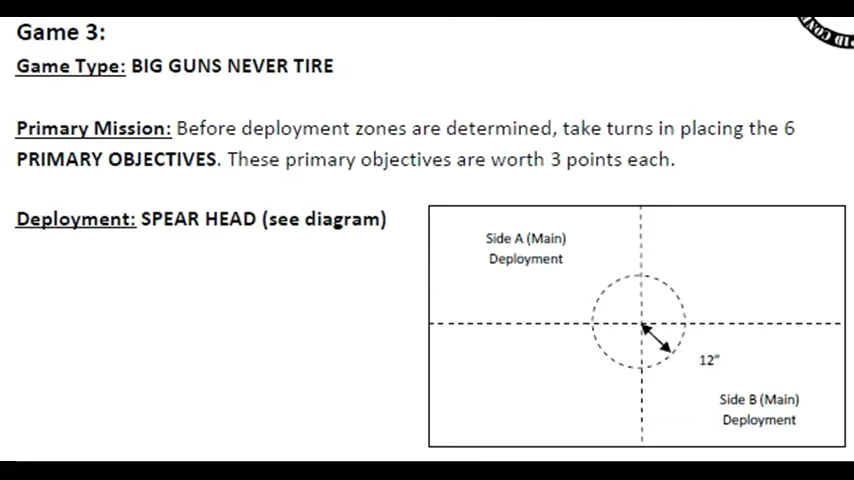 Game 3:
Game Type: BIG GUNS NEVER TIRE
Primary Mission: Before deployment zones are determined, take turns in placing the 6
PRIMARY OBJECTIVES. These primary objectives are worth 3 points each.
Deployment: SPEAR HEAD (see diagram)
Side A (Main)
Deployment
12"
Side B (Main)
Deployment